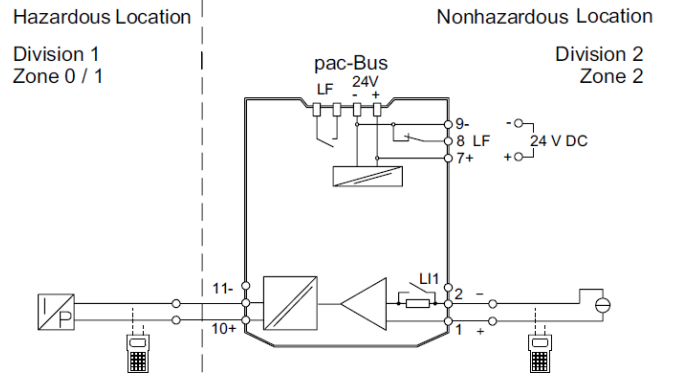 Hazardous Location
Nonhazardous Location
Division 1
Zone 0 / 1
Division 2
Zone 2
pac-Bus
LF
24V
- +
9-
8 LF
7+
-
+
24 V DC
LI1
11-
10+
2 -
1 +
I
P